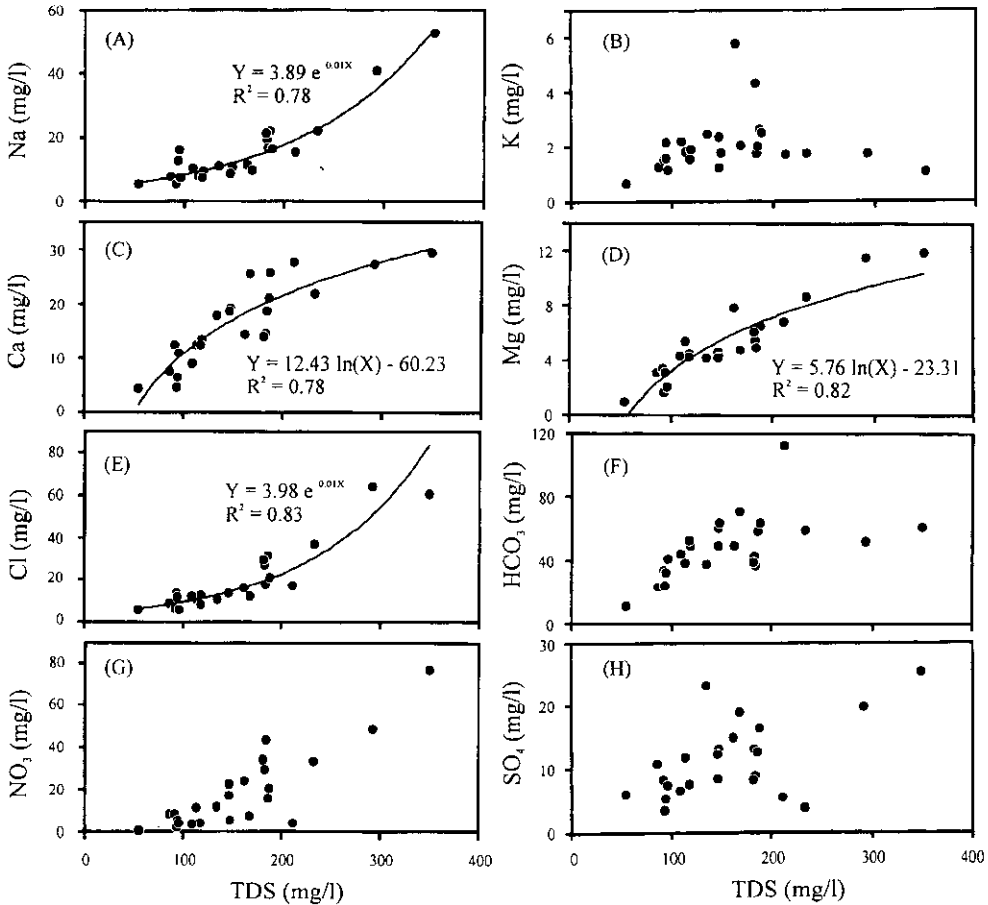 (A)
Na (mg/l)
60
40
20
0
Y = 3.89 e^0.01X
R² = 0.78
(B)
K (mg/l)
6
4
2
0
(C)
Ca (mg/l)
30
20
10
0
Y = 12.43 ln(X) - 60.23
R² = 0.78
(D)
Mg (mg/l)
12
8
4
0
Y = 5.76 ln(X) - 23.31
R² = 0.82
(E)
Cl (mg/l)
80
60
40
20
0
Y = 3.98 e^0.01X
R² = 0.83
(F)
HCO₃ (mg/l)
120
80
40
0
(G)
NO₃ (mg/l)
80
60
40
20
0
0 100 200 300 400
TDS (mg/l)
(H)
SO₄ (mg/l)
30
20
10
0
0 100 200 300 400
TDS (mg/l)